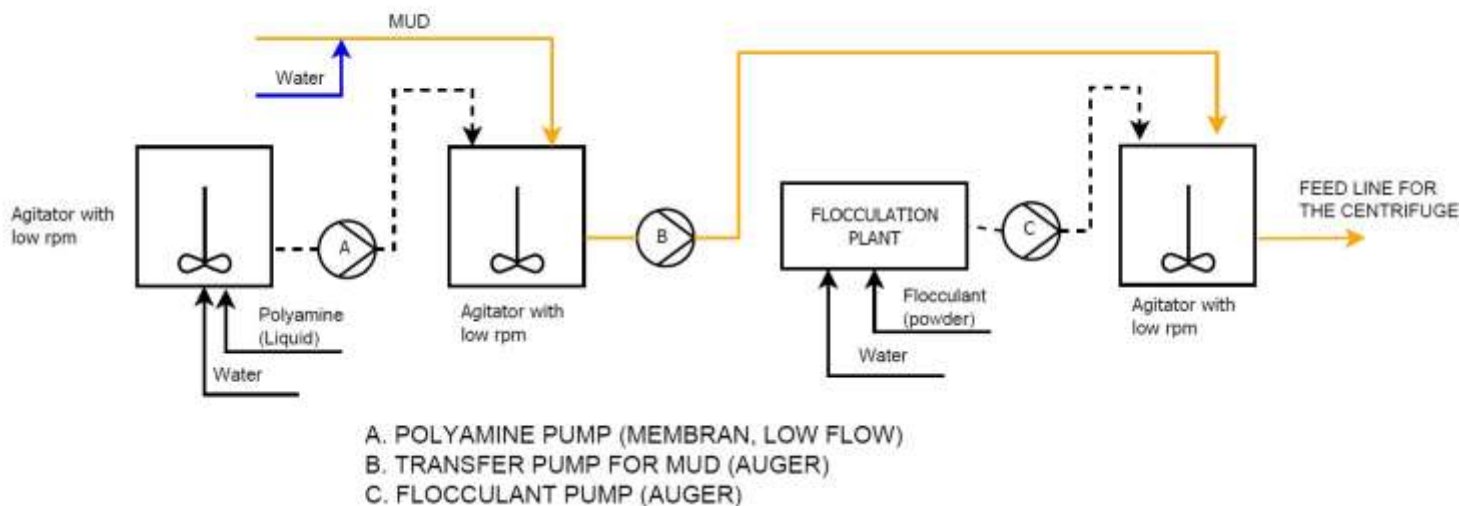 MUD
Water
Agitator with
low rpm
A
Polyamine
(Liquid)
Water
Agitator with
low rpm
B
FLOCCULATION
PLANT
C
Flocculant
(powder)
Water
Agitator with
low rpm
FEED LINE FOR
THE CENTRIFUGE
A. POLYAMINE PUMP (MEMBRAN, LOW FLOW)
B. TRANSFER PUMP FOR MUD (AUGER)
C. FLOCCULANT PUMP (AUGER)